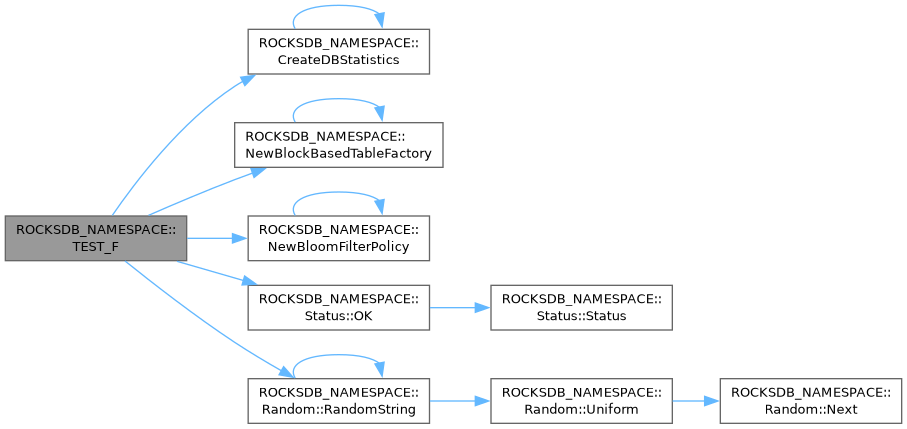 ROCKSDB_NAMESPACE::
TEST_F
ROCKSDB_NAMESPACE::
CreateDBStatistics
ROCKSDB_NAMESPACE::
NewBlockBasedTableFactory
ROCKSDB_NAMESPACE::
NewBloomFilterPolicy
ROCKSDB_NAMESPACE::
Status::OK
ROCKSDB_NAMESPACE::
Status::Status
ROCKSDB_NAMESPACE::
Random::RandomString
ROCKSDB_NAMESPACE::
Random::Uniform
ROCKSDB_NAMESPACE::
Random::Next